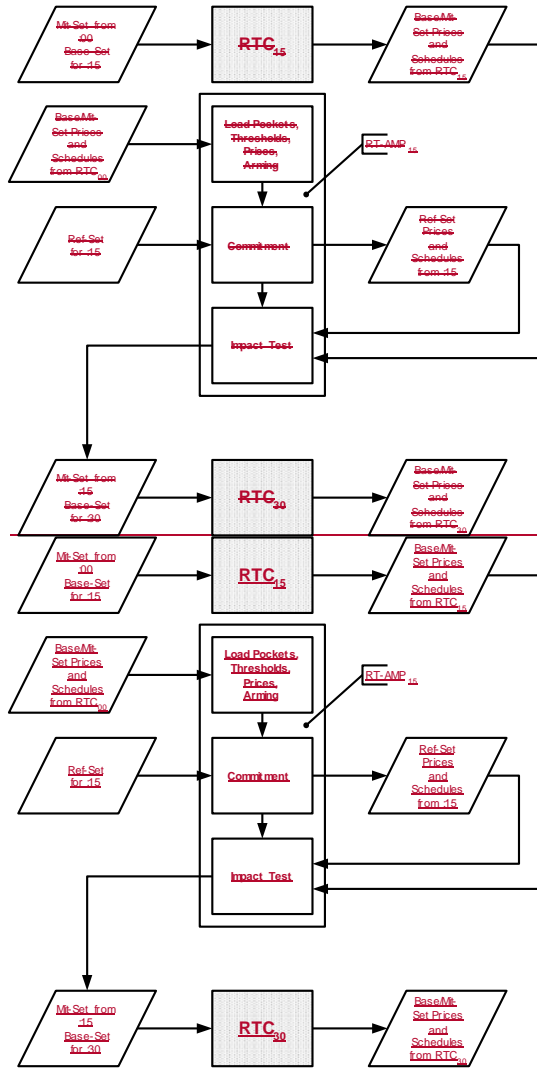 Mit-Set from
:00
Base-Set
for :15
RTC15
Base/Mit-
Set Prices
and
Schedules
from RTC15
Base/Mit-
Set Prices
and
Schedules
from RTC00
Load Pockets,
Thresholds,
Prices,
Arming
RT-AMP15
Ref-Set
for :15
Commitment
Ref-Set
Prices
and
Schedules
from :15
Impact Test
Mit-Set from
:15
Base-Set
for :30
RTC30
Base/Mit-
Set Prices
and
Schedules
from RTC30
Mit-Set from
:00
Base-Set
for :15
RTC15
Base/Mit-
Set Prices
and
Schedules
from RTC15
Base/Mit-
Set Prices
and
Schedules
from RTC00
Load Pockets,
Thresholds,
Prices,
Arming
RT-AMP15
Ref-Set
for :15
Commitment
Ref-Set
Prices
and
Schedules
from :15
Impact Test
Mit-Set from
:15
Base-Set
for :30
RTC30
Base/Mit-
Set Prices
and
Schedules
from RTC30